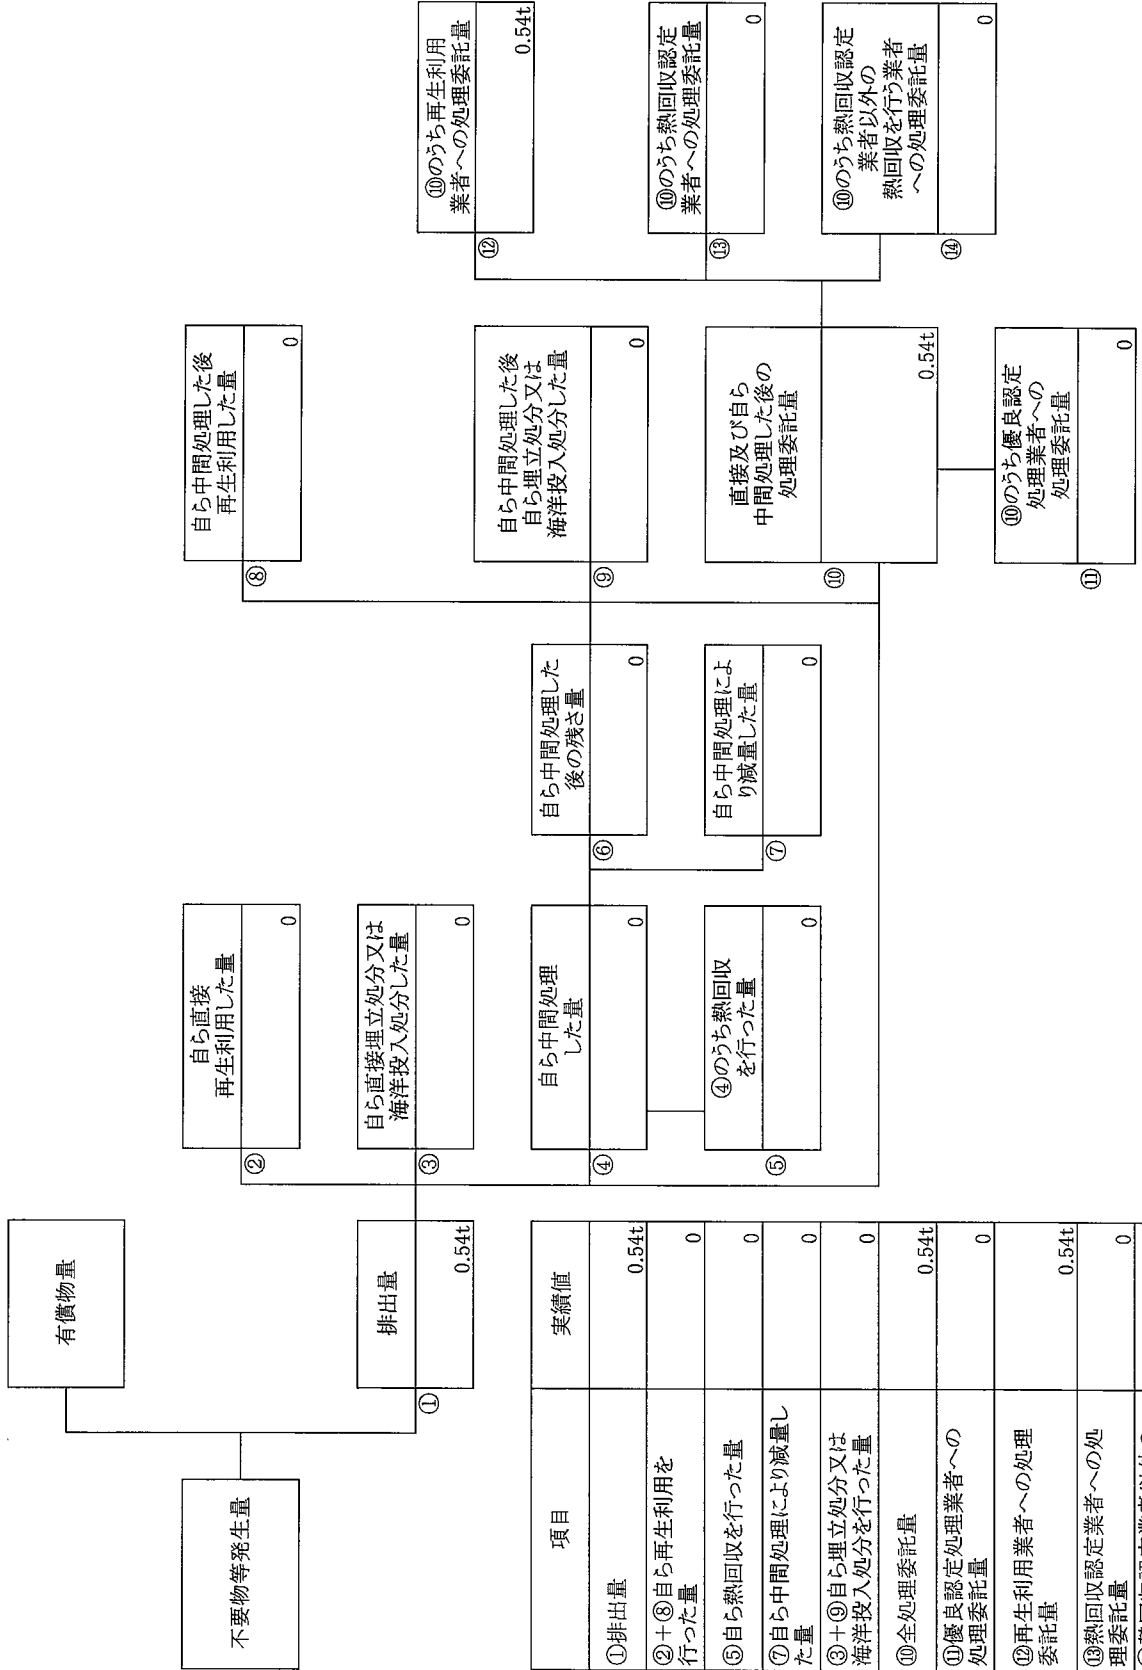 不要物等発生量
有償物量
排出量
①
0.54t
自ら直接
再生利用した量
②
0
自ら直接埋立処分又は
海洋投入処分した量
③
0
自ら中間処理
した量
④
0
④のうち熱回収
を行った量
⑤
0
自ら中間処理した
後の残さ量
⑥
0
自ら中間処理によ
り減量した量
⑦
0
自ら中間処理した後
再生利用した量
⑧
0
自ら中間処理した後
自ら埋立処分又は
海洋投入処分した量
⑨
0
直接及び自ら
中間処理した後の
処理委託量
⑩
0.54t
⑩のうち優良認定
処理業者への
処理委託量
⑪
0
⑩のうち再生利用
業者への処理委託量
⑫
0.54t
⑩のうち熱回収認定
業者への処理委託量
⑬
0
⑩のうち熱回収認定
業者以外の
熱回収を行う業者
への処理委託量
⑭
0
項目 実績値
①排出量 0.54t
②+⑧自ら再生利用を
行った量 0
⑤自ら熱回収を行った量 0
⑦自ら中間処理により減量し
た量 0
③+⑨自ら埋立処分又は
海洋投入処分を行った量 0
⑩全処理委託量 0.54t
⑪優良認定処理業者への
処理委託量 0
⑫再生利用業者への処理
委託量 0.54t
⑬熱回収認定業者への処
理委託量 0